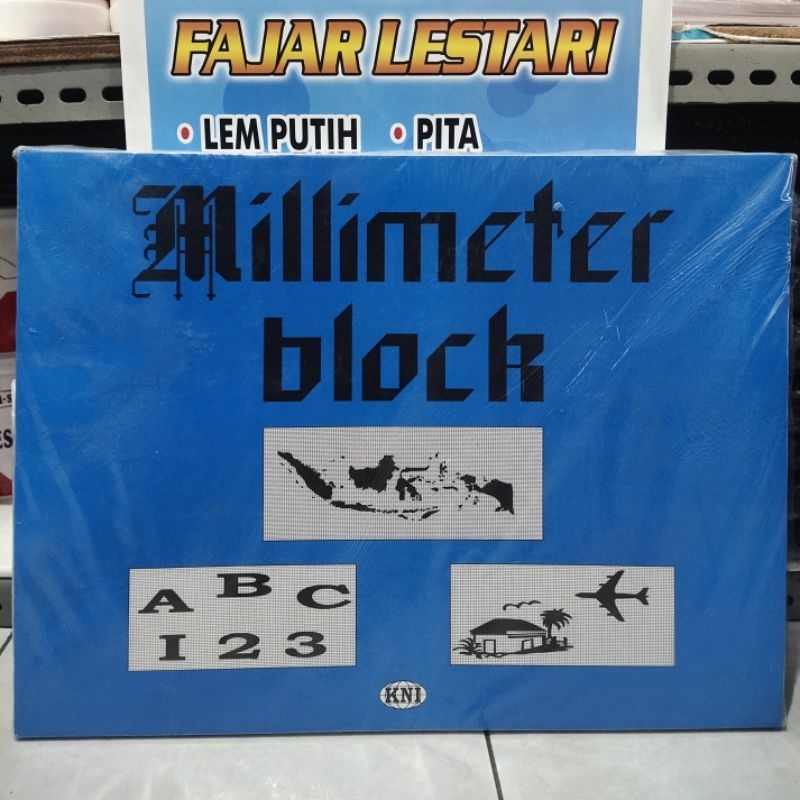 FAJAR LESTARI
• LEM PUTIH • PITA
Millimeter
block
A B C
1 2 3
KNI